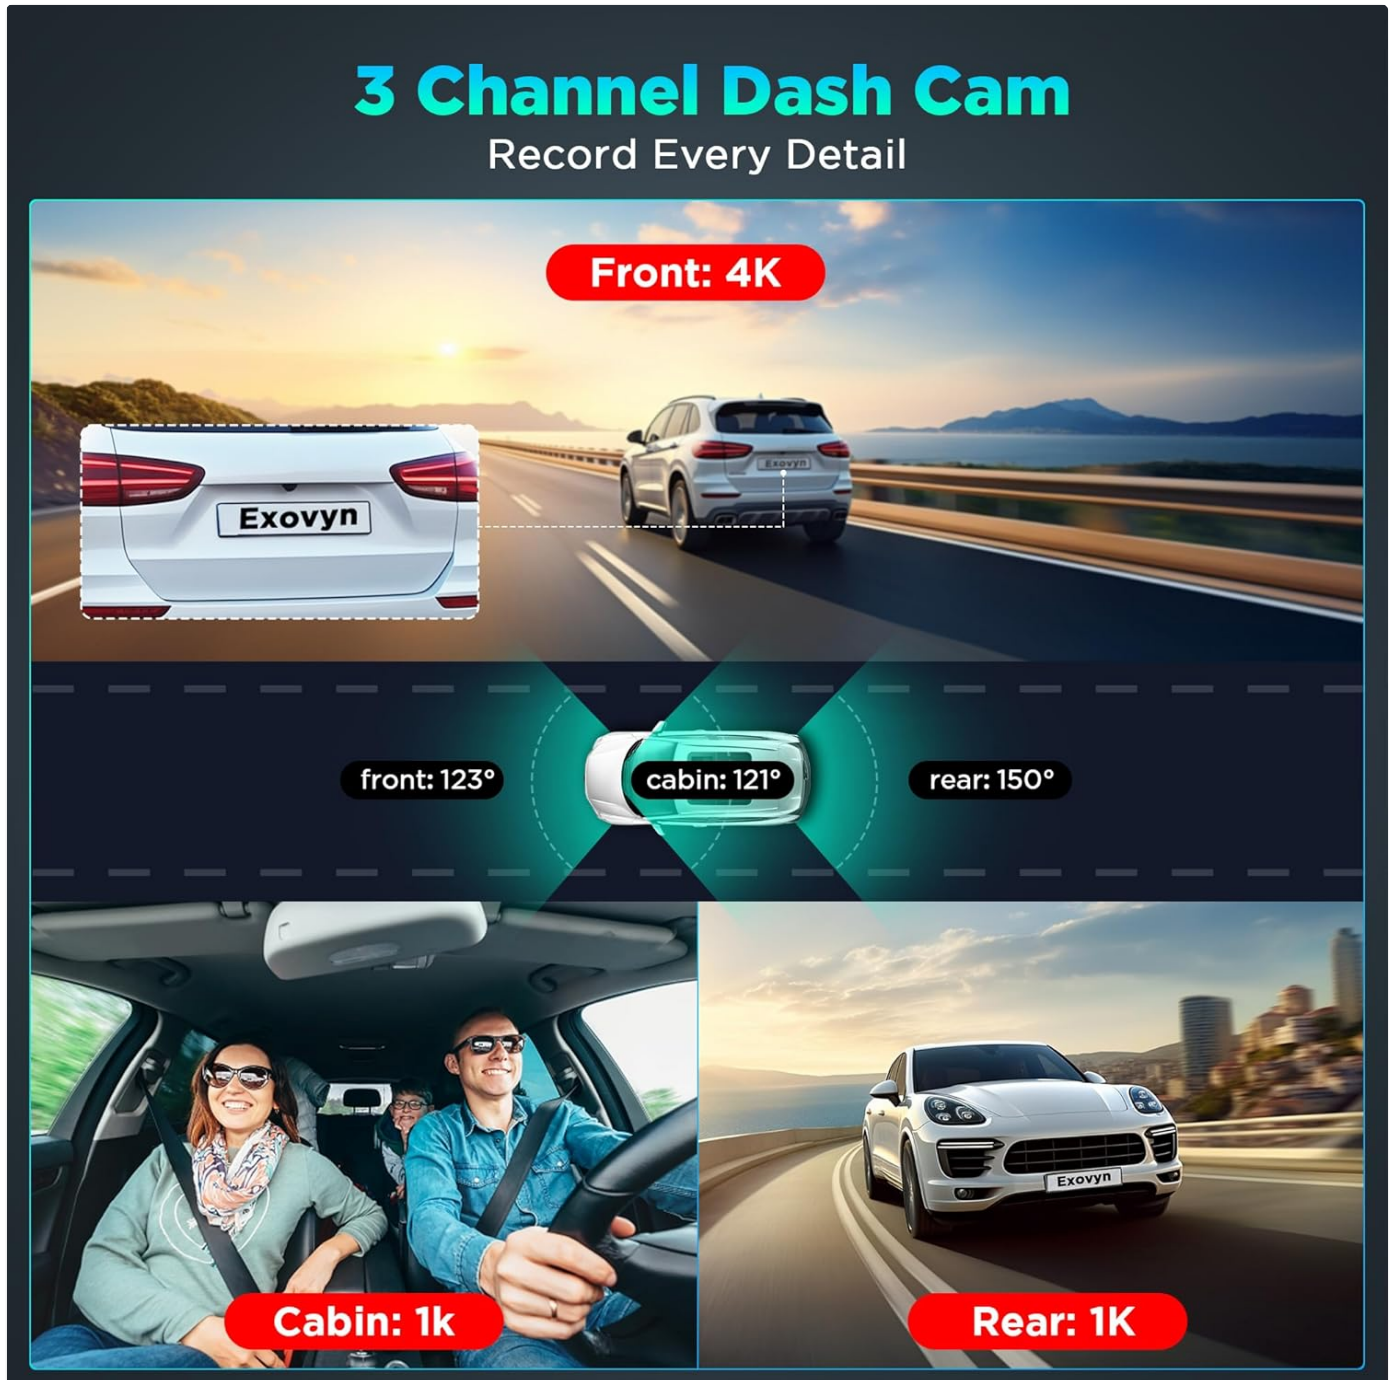 3 Channel Dash Cam
Record Every Detail
Front: 4K
Exovyn
Exovyn
front: 123°
cabin: 121°
rear: 150°
Exovyn
Cabin: 1k
Rear: 1K